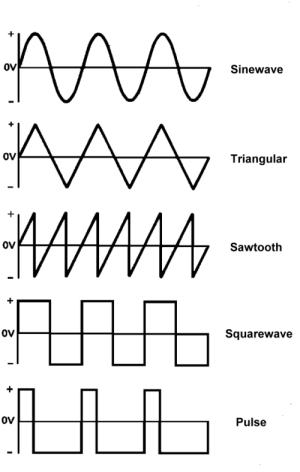 +
0V
–
Sinewave
+
0V
–
Triangular
+
0V
–
Sawtooth
+
0V
–
Squarewave
+
0V
–
Pulse